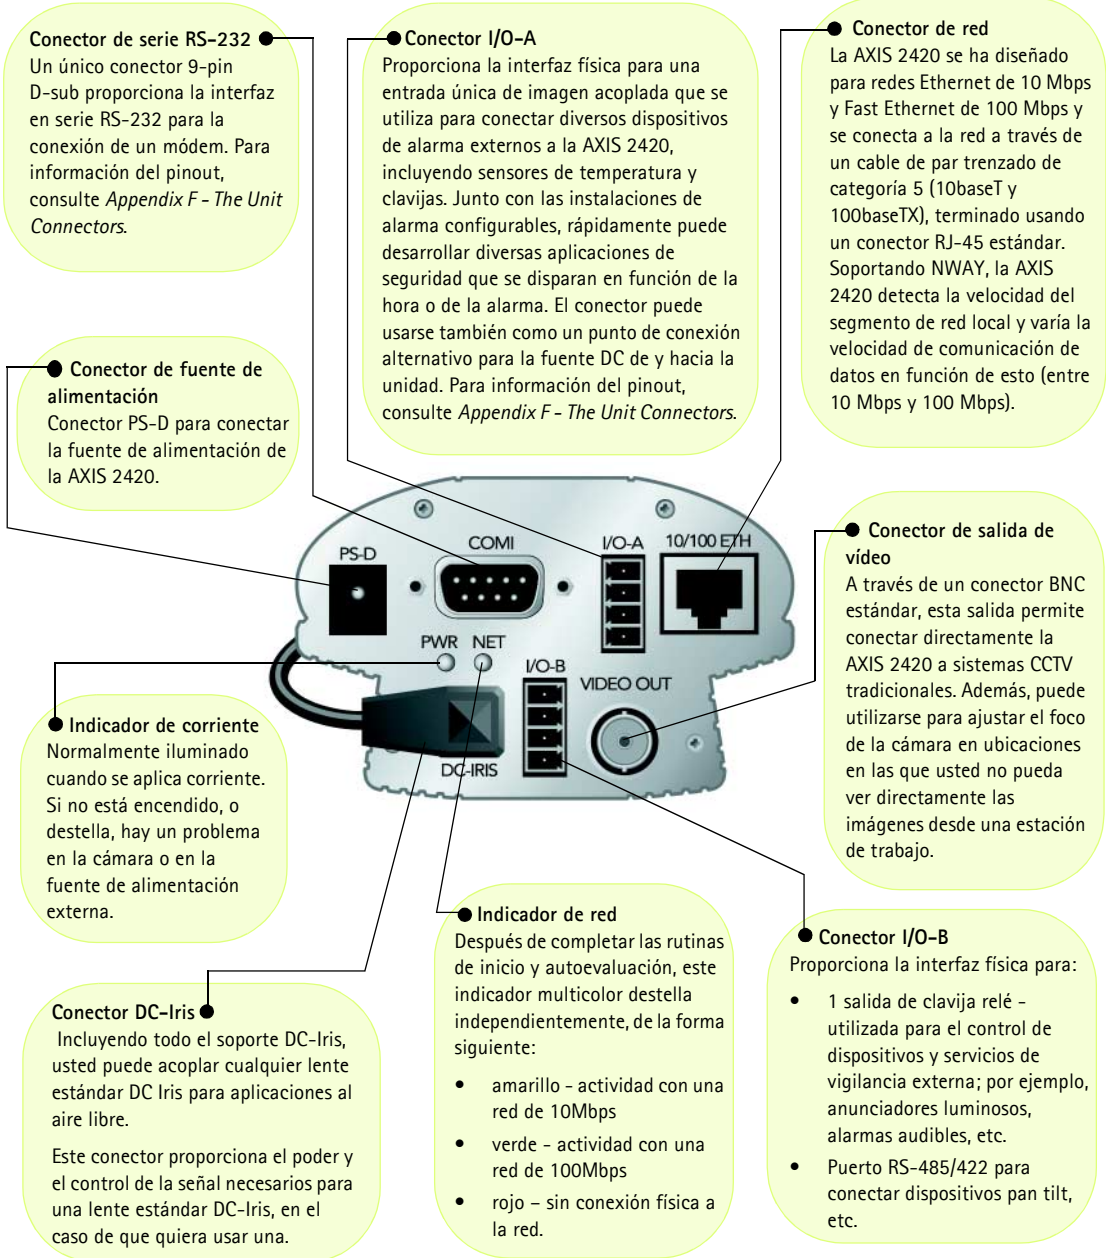 Conector de serie RS-232
Un único conector 9-pin
D-sub proporciona la interfaz
en serie RS-232 para la
conexión de un módem. Para
información del pinout,
consulte Appendix F - The Unit
Connectors.
Conector I/O-A
Proporciona la interfaz física para una
entrada única de imagen acoplada que se
utiliza para conectar diversos dispositivos
de alarma externos a la AXIS 2420,
incluyendo sensores de temperatura y
clavijas. Junto con las instalaciones de
alarma configurables, rápidamente puede
desarrollar diversas aplicaciones de
seguridad que se disparan en función de la
hora o de la alarma. El conector puede
usarse también como un punto de conexión
alternativo para la fuente DC de y hacia la
unidad. Para información del pinout,
consulte Appendix F - The Unit Connectors.
Conector de red
La AXIS 2420 se ha diseñado
para redes Ethernet de 10 Mbps
y Fast Ethernet de 100 Mbps y
se conecta a la red a través de
un cable de par trenzado de
categoría 5 (10baseT y
100baseTX), terminado usando
un conector RJ-45 estándar.
Soportando NWAY, la AXIS
2420 detecta la velocidad del
segmento de red local y varía la
velocidad de comunicación de
datos en función de esto (entre
10 Mbps y 100 Mbps).
Conector de fuente de
alimentación
Conector PS-D para conectar
la fuente de alimentación de
la AXIS 2420.
PS-D
COMI
I/O-A
10/100 ETH
PWR
NET
I/O-B
VIDEO OUT
DC-IRIS
Conector de salida de
vídeo
A través de un conector BNC
estándar, esta salida permite
conectar directamente la
AXIS 2420 a sistemas CCTV
tradicionales. Además, puede
utilizarse para ajustar el foco
de la cámara en ubicaciones
en las que usted no pueda
ver directamente las
imágenes desde una estación
de trabajo.
Indicador de corriente
Normalmente iluminado
cuando se aplica corriente.
Si no está encendido, o
destella, hay un problema
en la cámara o en la
fuente de alimentación
externa.
Conector DC-Iris
Incluyendo todo el soporte DC-Iris,
usted puede acoplar cualquier lente
estándar DC Iris para aplicaciones al
aire libre.
Este conector proporciona el poder y
el control de la señal necesarios para
una lente estándar DC-Iris, en el
caso de que quiera usar una.
Indicador de red
Después de completar las rutinas
de inicio y autoevaluación, este
indicador multicolor destella
independientemente, de la forma
siguiente:
• amarillo - actividad con una
red de 10Mbps
• verde - actividad con una
red de 100Mbps
• rojo – sin conexión física a
la red.
Conector I/O-B
Proporciona la interfaz física para:
• 1 salida de clavija relé -
utilizada para el control de
dispositivos y servicios de
vigilancia externa; por ejemplo,
anunciadores luminosos,
alarmas audibles, etc.
• Puerto RS-485/422 para
conectar dispositivos pan tilt,
etc.